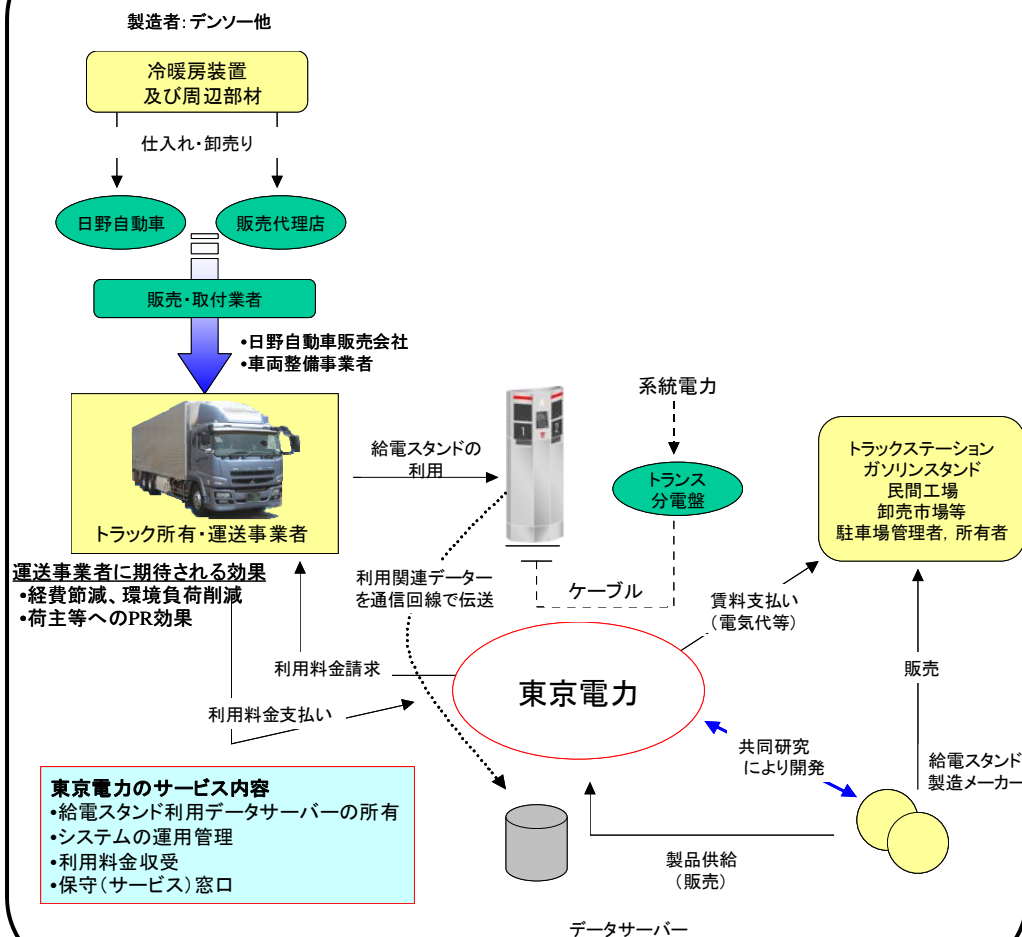 製造者：デンソー他
冷暖房装置
及び周辺部材
仕入れ・卸売り
日野自動車
販売代理店
販売・取付業者
•日野自動車販売会社
•車両整備事業者
トラック所有・運送事業者
運送事業者に期待される効果
•経費節減、環境負荷削減
•荷主等へのPR効果
給電スタンドの
利用
1
2
系統電力
トランス
分電盤
ケーブル
トラックステーション
ガソリンスタンド
民間工場
卸売市場等
駐車場管理者，所有者
利用関連データー
を通信回線で伝送
賃料支払い
（電気代等）
利用料金請求
利用料金支払い
東京電力
販売
共同研究
により開発
給電スタンド
製造メーカー
東京電力のサービス内容
•給電スタンド利用データサーバーの所有
•システムの運用管理
•利用料金収受
•保守（サービス）窓口
製品供給
（販売）
データサーバー